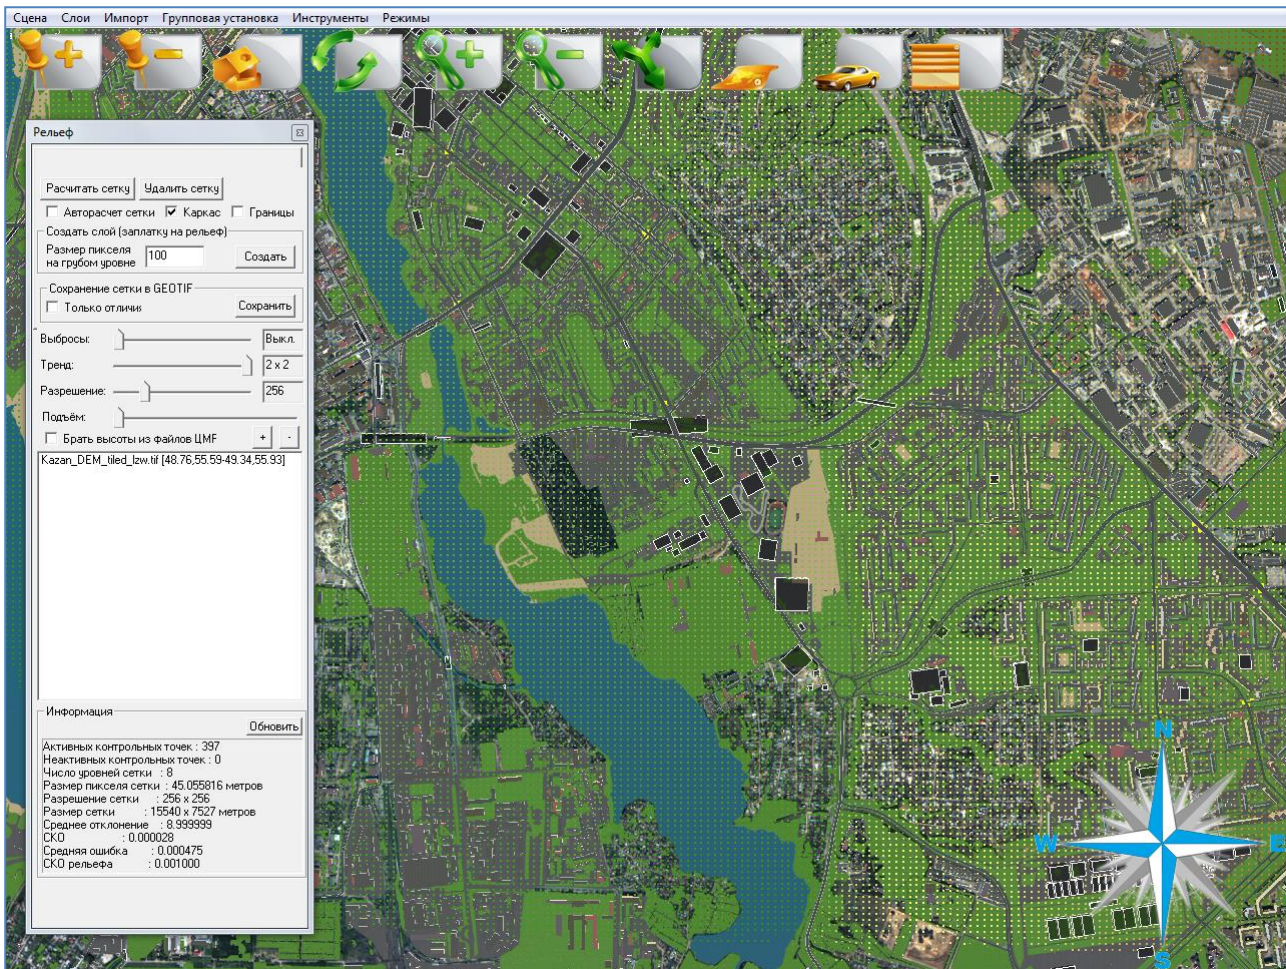 Сцена Слои Импорт Групповая установка Инструменты Режимы
Рельеф
Расчитать сетку Удалить сетку
Авторасчет сетки Каркас Границы
Создать слой (заплатку на рельеф)
Размер пикселя
на грубом уровне 100 Создать
Сохранение сетки в GEOTIF
Только отличи Сохранить
Выбросы: Выкл.
Тренд: 2 x 2
Разрешение: 256
Подъём:
Брать высоты из файлов ЦМФ + -
Kazan_DEM_tiled_lzw.tif [48.76,55.59-49.34,55.93]
Информация
Обновить
Активных контрольных точек : 397
Неактивных контрольных точек : 0
Число уровней сетки : 8
Размер пикселя сетки : 45.055816 метров
Разрешение сетки : 256 x 256
Размер сетки : 15540 x 7527 метров
Среднее отклонение : 8.999999
СКО : 0.000028
Средняя ошибка : 0.000475
СКО рельефа : 0.001000
N
W E
S